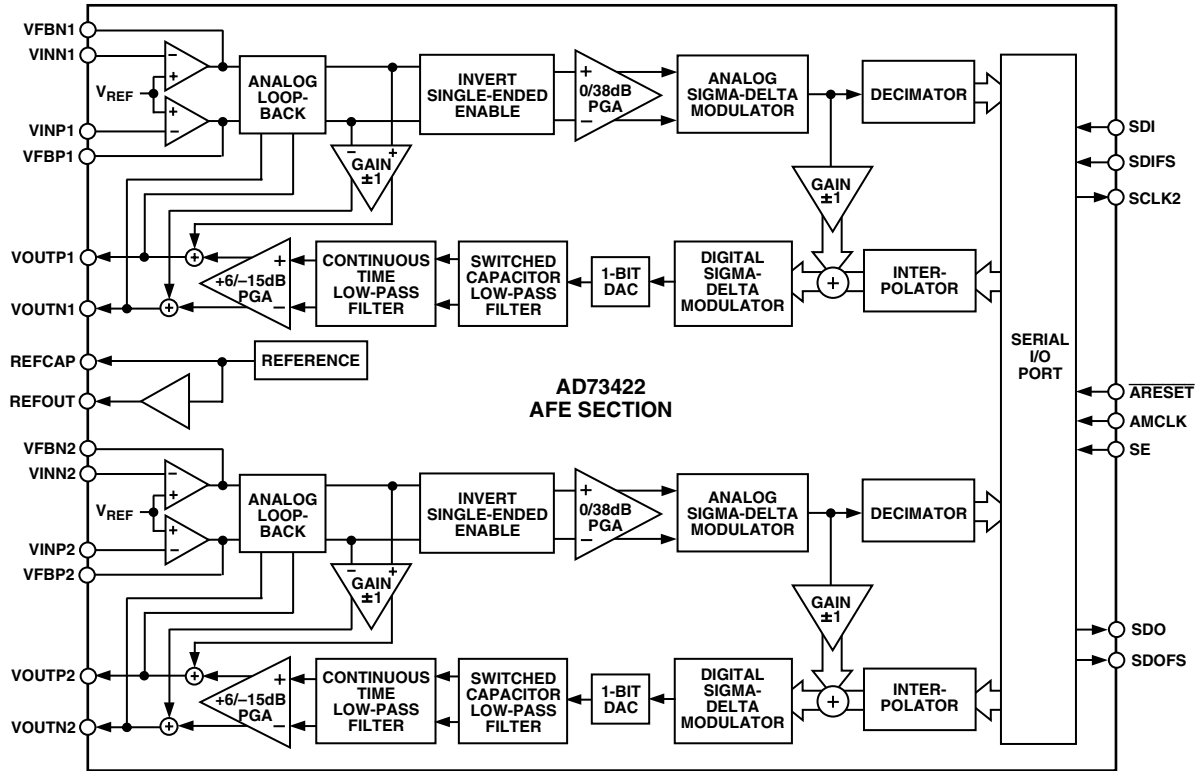 VFBN1
VINN1
VREF
VINP1
VFBP1
VOUTP1
VOUTN1
REFCAP
REFOUT
VFBN2
VINN2
VREF
VINP2
VFBP2
VOUTP2
VOUTN2
−
+
+
−
ANALOG
LOOP-
BACK
INVERT
SINGLE-ENDED
ENABLE
+
0/38dB
PGA
−
ANALOG
SIGMA-DELTA
MODULATOR
DECIMATOR
− +
GAIN
±1
GAIN
±1
+
+
+
+6/–15dB
PGA
−
CONTINUOUS
TIME
LOW-PASS
FILTER
SWITCHED
CAPACITOR
LOW-PASS
FILTER
1-BIT
DAC
DIGITAL
SIGMA-
DELTA
MODULATOR
+
INTER-
POLATOR
REFERENCE
AD73422
AFE SECTION
SERIAL
I/O
PORT
−
+
+
−
ANALOG
LOOP-
BACK
INVERT
SINGLE-ENDED
ENABLE
+
0/38dB
PGA
−
ANALOG
SIGMA-DELTA
MODULATOR
DECIMATOR
− +
GAIN
±1
GAIN
±1
+
+
+
+6/–15dB
PGA
−
CONTINUOUS
TIME
LOW-PASS
FILTER
SWITCHED
CAPACITOR
LOW-PASS
FILTER
1-BIT
DAC
DIGITAL
SIGMA-
DELTA
MODULATOR
+
INTER-
POLATOR
SDI
SDIFS
SCLK2
ARESET
AMCLK
SE
SDO
SDOFS